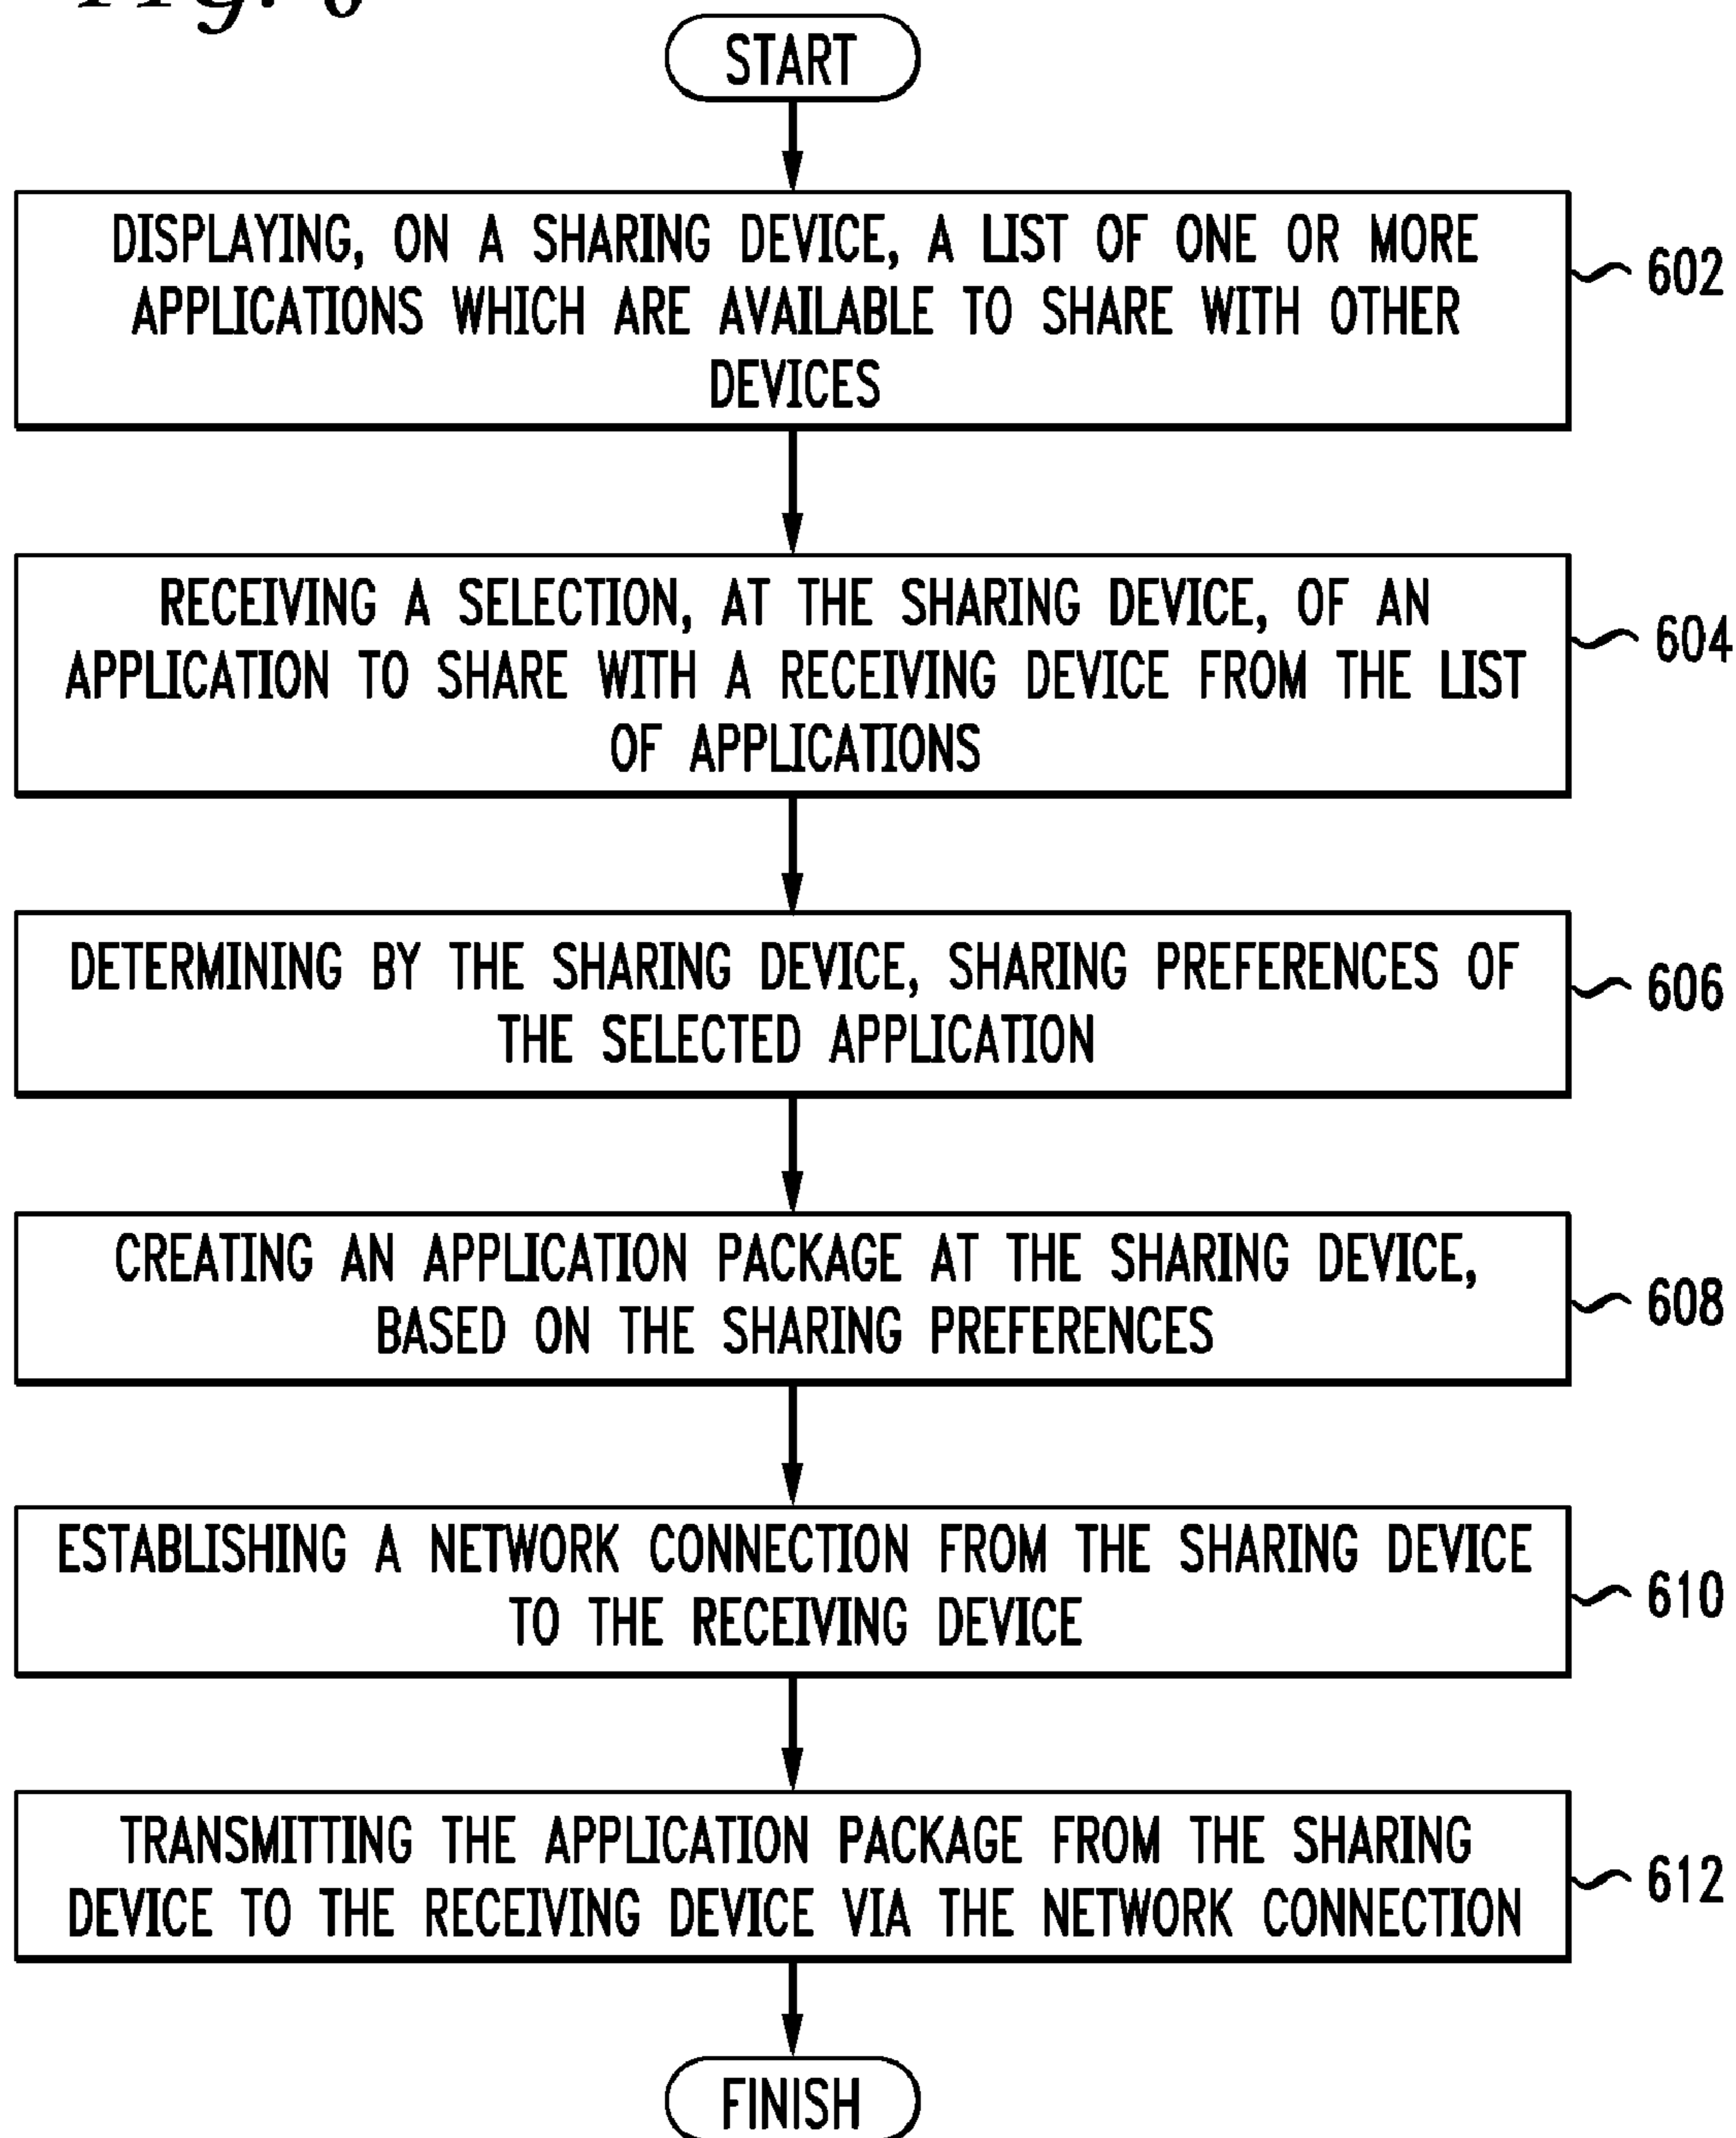 START
DISPLAYING, ON A SHARING DEVICE, A LIST OF ONE OR MORE
APPLICATIONS WHICH ARE AVAILABLE TO SHARE WITH OTHER
DEVICES
602
RECEIVING A SELECTION, AT THE SHARING DEVICE, OF AN
APPLICATION TO SHARE WITH A RECEIVING DEVICE FROM THE LIST
OF APPLICATIONS
604
DETERMINING BY THE SHARING DEVICE, SHARING PREFERENCES OF
THE SELECTED APPLICATION
606
CREATING AN APPLICATION PACKAGE AT THE SHARING DEVICE,
BASED ON THE SHARING PREFERENCES
608
ESTABLISHING A NETWORK CONNECTION FROM THE SHARING DEVICE
TO THE RECEIVING DEVICE
610
TRANSMITTING THE APPLICATION PACKAGE FROM THE SHARING
DEVICE TO THE RECEIVING DEVICE VIA THE NETWORK CONNECTION
612
FINISH